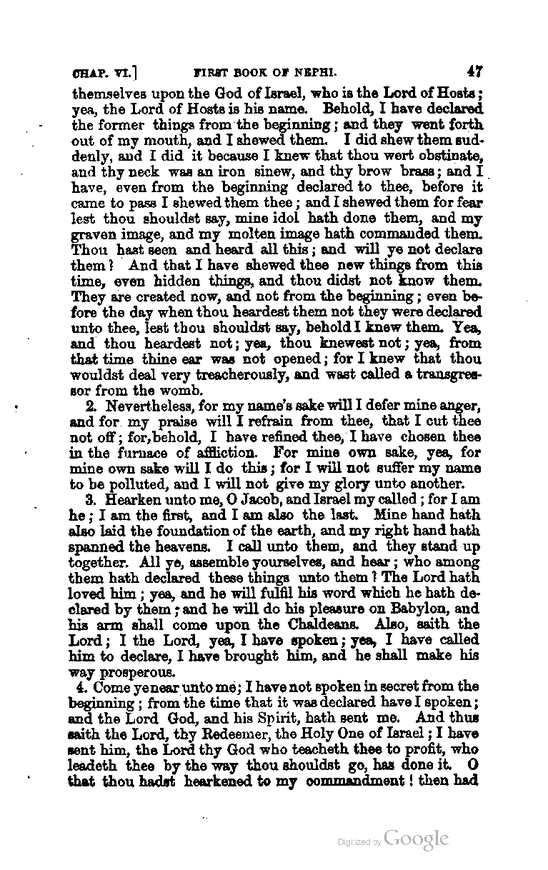 CHAP. VI.] FIRST BOOK OF NEPHI. 47
themselves upon the God of Israel, who is the Lord of Hosts;
yea, the Lord of Hosts is his name. Behold, I have declared
the former things from the beginning; and they went forth
out of my mouth, and I shewed them. I did shew them sud-
denly, and I did it because I knew that thou wert obstinate,
and thy neck was an iron sinew, and thy brow brass; and I
have, even from the beginning declared to thee, before it
came to pass I shewed them thee; and I shewed them for fear
lest thou shouldst say, mine idol hath done them, and my
graven image, and my molten image hath commanded them.
Thou hast seen and heard all this; and will ye not declare
them? And that I have shewed thee new things from this
time, even hidden things, and thou didst not know them.
They are created now, and not from the beginning; even be-
fore the day when thou heardest them not they were declared
unto thee, lest thou shouldst say, behold I knew them. Yea,
and thou heardest not; yea, thou knewest not; yea, from
that time thine ear was not opened; for I knew that thou
wouldst deal very treacherously, and wast called a transgres-
sor from the womb.
2. Nevertheless, for my name's sake will I defer mine anger,
and for my praise will I refrain from thee, that I cut thee
not off; for, behold, I have refined thee, I have chosen thee
in the furnace of affliction. For mine own sake, yea, for
mine own sake will I do this; for I will not suffer my name
to be polluted, and I will not give my glory unto another.
3. Hearken unto me, O Jacob, and Israel my called; for I am
he; I am the first, and I am also the last. Mine hand hath
also laid the foundation of the earth, and my right hand hath
spanned the heavens. I call unto them, and they stand up
together. All ye, assemble yourselves, and hear; who among
them hath declared these things unto them? The Lord hath
loved him; yea, and he will fulfil his word which he hath de-
clared by them; and he will do his pleasure on Babylon, and
his arm shall come upon the Chaldeans. Also, saith the
Lord; I the Lord, yea, I have spoken; yea, I have called
him to declare, I have brought him, and he shall make his
way prosperous.
4. Come ye near unto me; I have not spoken in secret from the
beginning; from the time that it was declared have I spoken;
and the Lord God, and his Spirit, hath sent me. And thus
saith the Lord, thy Redeemer, the Holy One of Israel; I have
sent him, the Lord thy God who teacheth thee to profit, who
leadeth thee by the way thou shouldst go, has done it. O
that thou hadst hearkened to my commandment! then had
Digitized by Google